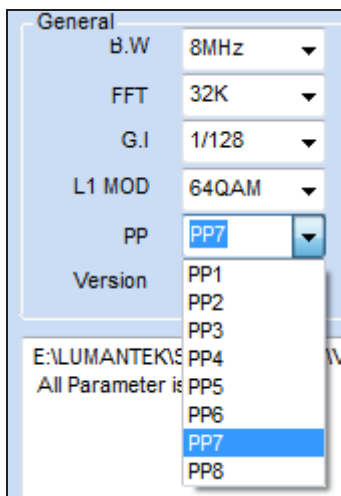 General
B.W 8MHz
FFT 32K
G.I 1/128
L1 MOD 64QAM
PP PP7
Version PP1
PP2
PP3
E:\LUMANTEK\ PP4
All Parameter is PP5
PP6
PP7
PP8